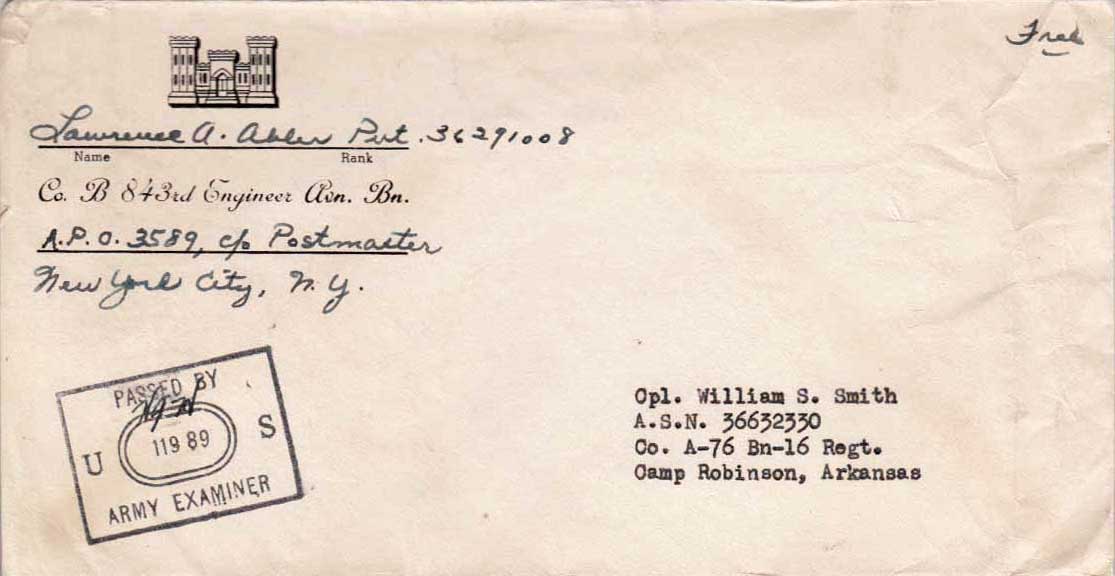 Free
Lawrence A. Abler Pvt. 36291008
Name Rank
Co. B 843rd Engineer Avn. Bn.
A.P.O. 3589, c/o Postmaster
New York City, N.Y.
PASSED BY
U 119 89 S
ARMY EXAMINER
Cpl. William S. Smith
A.S.N. 36632330
Co. A-76 Bn-16 Regt.
Camp Robinson, Arkansas